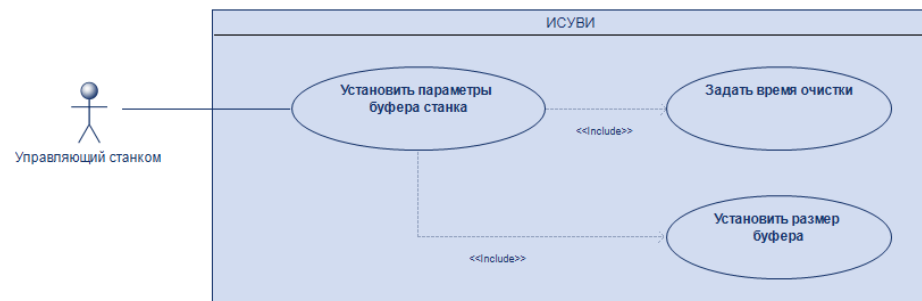 ИСУВИ
Установить параметры
буфера станка
Задать время очистки
<<Include>>
Управляющий станком
Установить размер
буфера
<<Include>>